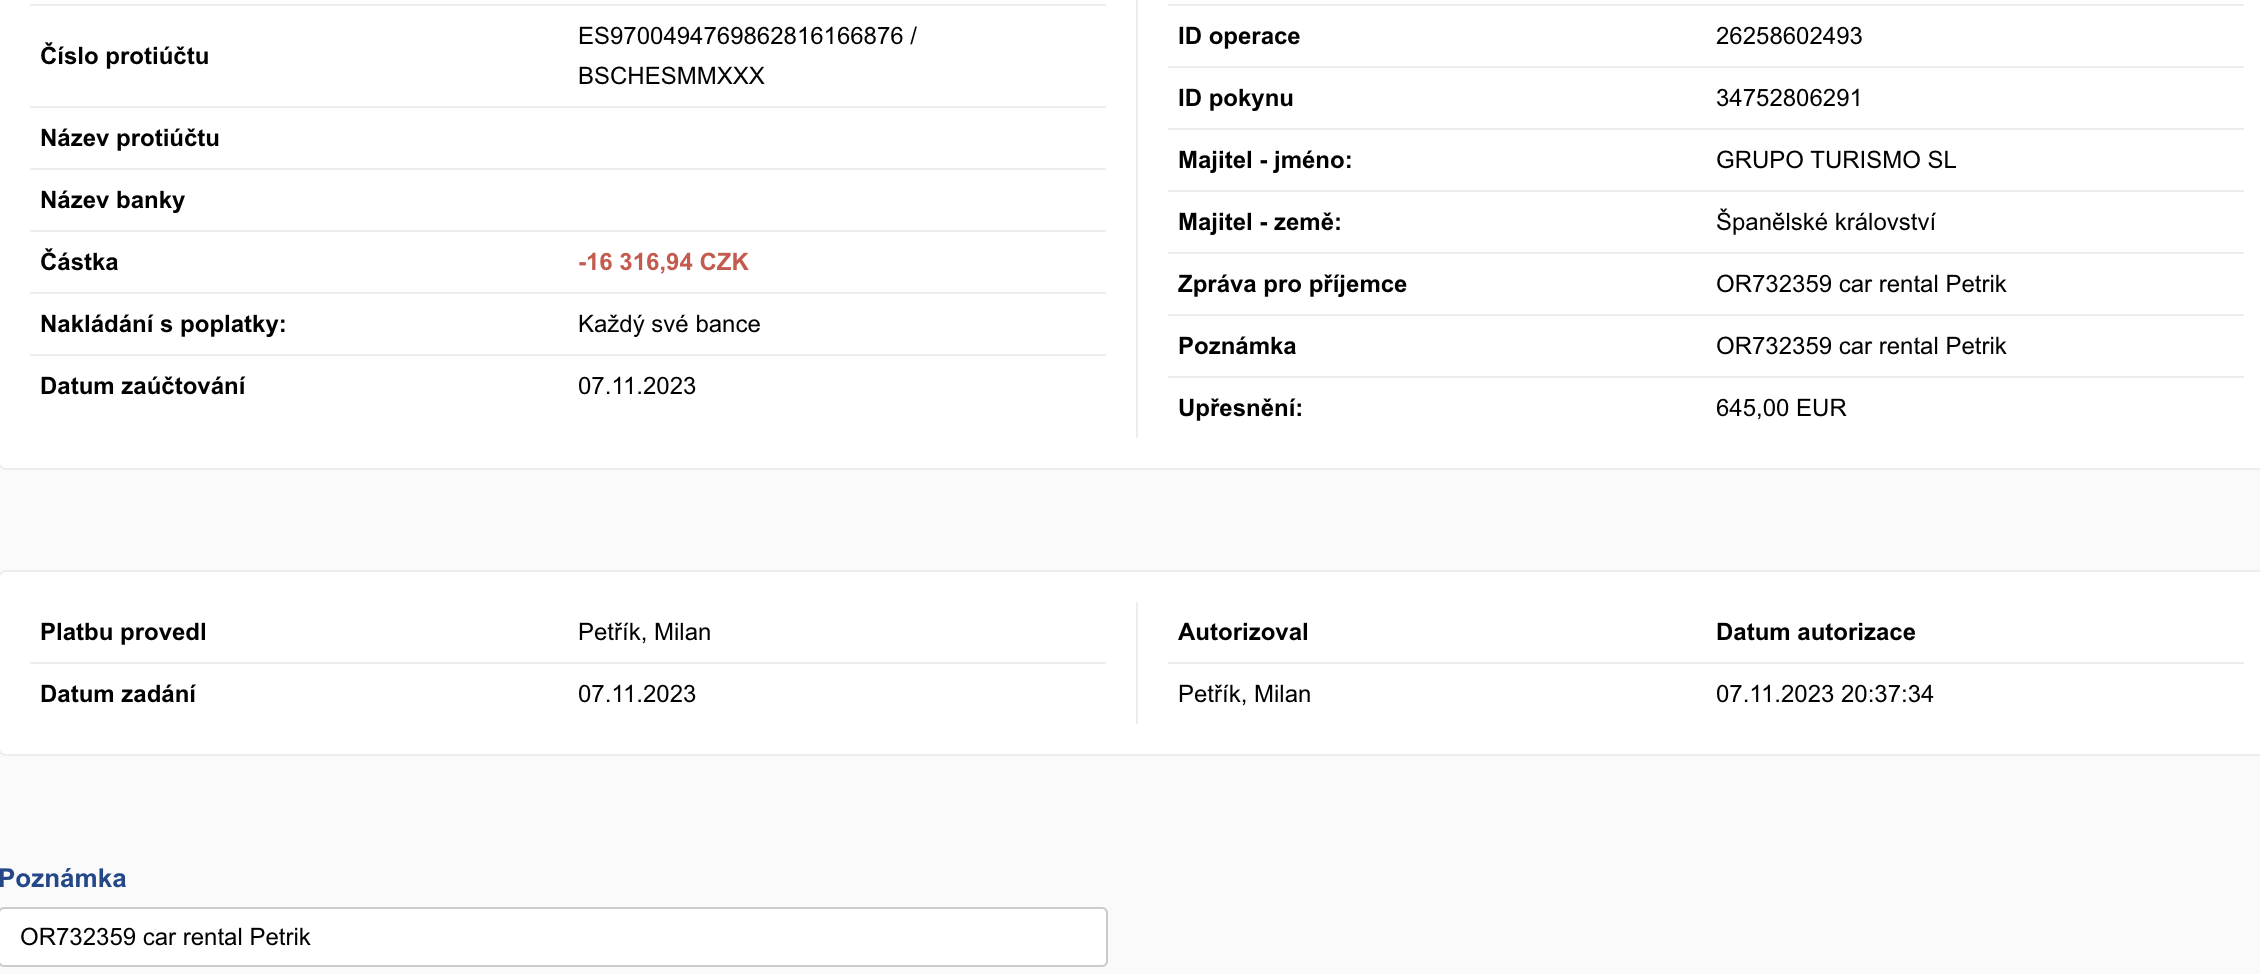 Číslo protiúčtu
ES9700494769862816166876 /
BSCHESMMXXX
Název protiúčtu
Název banky
Částka
-16 316,94 CZK
Nakládání s poplatky:
Každý své bance
Datum zaúčtování
07.11.2023
ID operace
26258602493
ID pokynu
34752806291
Majitel - jméno:
GRUPO TURISMO SL
Majitel - země:
Španělské království
Zpráva pro příjemce
OR732359 car rental Petrik
Poznámka
OR732359 car rental Petrik
Upřesnění:
645,00 EUR
Platbu provedl
Petřík, Milan
Datum zadání
07.11.2023
Autorizoval
Datum autorizace
Petřík, Milan
07.11.2023 20:37:34
Poznámka
OR732359 car rental Petrik